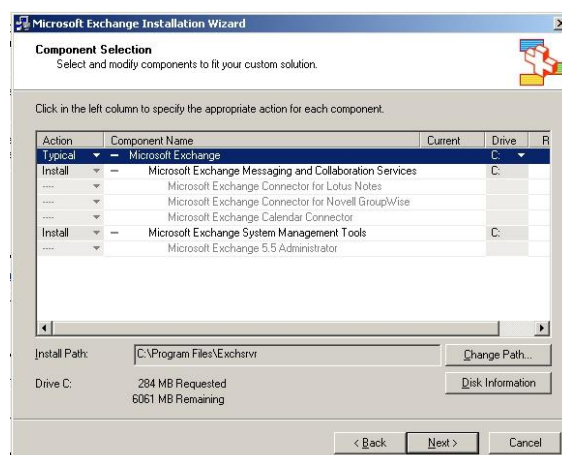 Microsoft Exchange Installation Wizard
Component Selection
Select and modify components to fit your custom solution.
Click in the left column to specify the appropriate action for each component.
Action Component Name Current Drive R
Typical Microsoft Exchange C:
Install Microsoft Exchange Messaging and Collaboration Services C:
---- Microsoft Exchange Connector for Lotus Notes
---- Microsoft Exchange Connector for Novell GroupWise
---- Microsoft Exchange Calendar Connector
Install Microsoft Exchange System Management Tools C:
---- Microsoft Exchange 5.5 Administrator
Install Path: C:\Program Files\Exchsrvr Change Path...
Drive C: 284 MB Requested Disk Information
6061 MB Remaining
< Back Next > Cancel